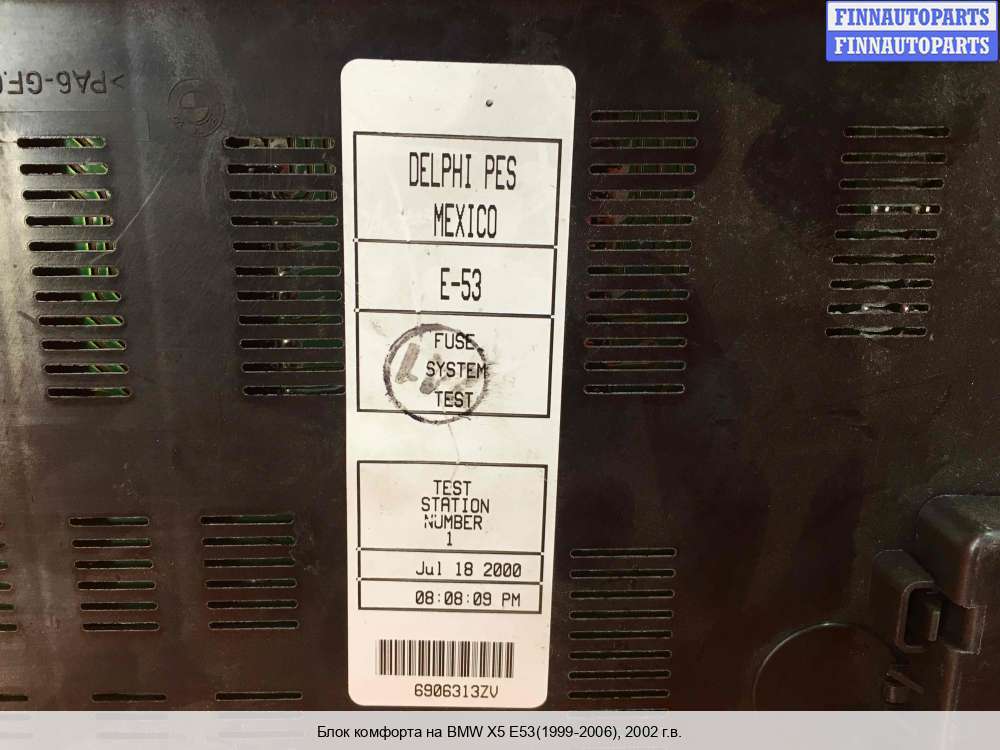 FINNAUTOPARTS
FINNAUTOPARTS
>PA6-GF.
DELPHI PES
MEXICO
E-53
FUSE
SYSTEM
TEST
TEST
STATION
NUMBER
1
Jul 18 2000
08:08:09 PM
6906313ZV
Блок комфорта на BMW X5 E53(1999-2006), 2002 г.в.